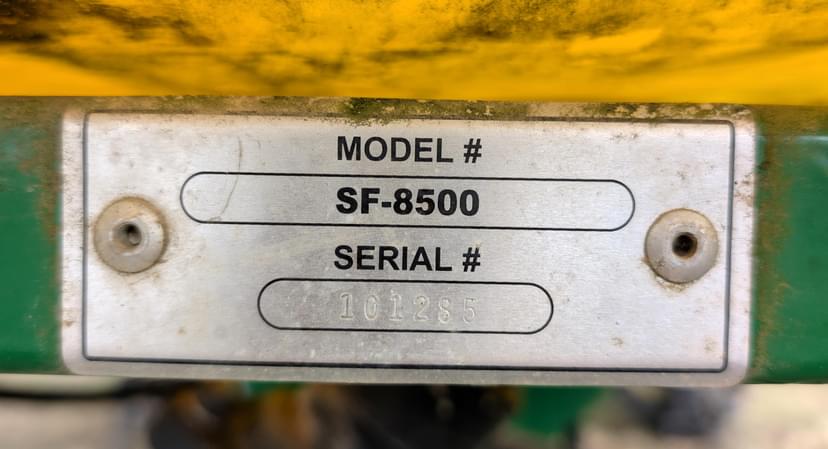 MODEL #
SF-8500
SERIAL #
101285